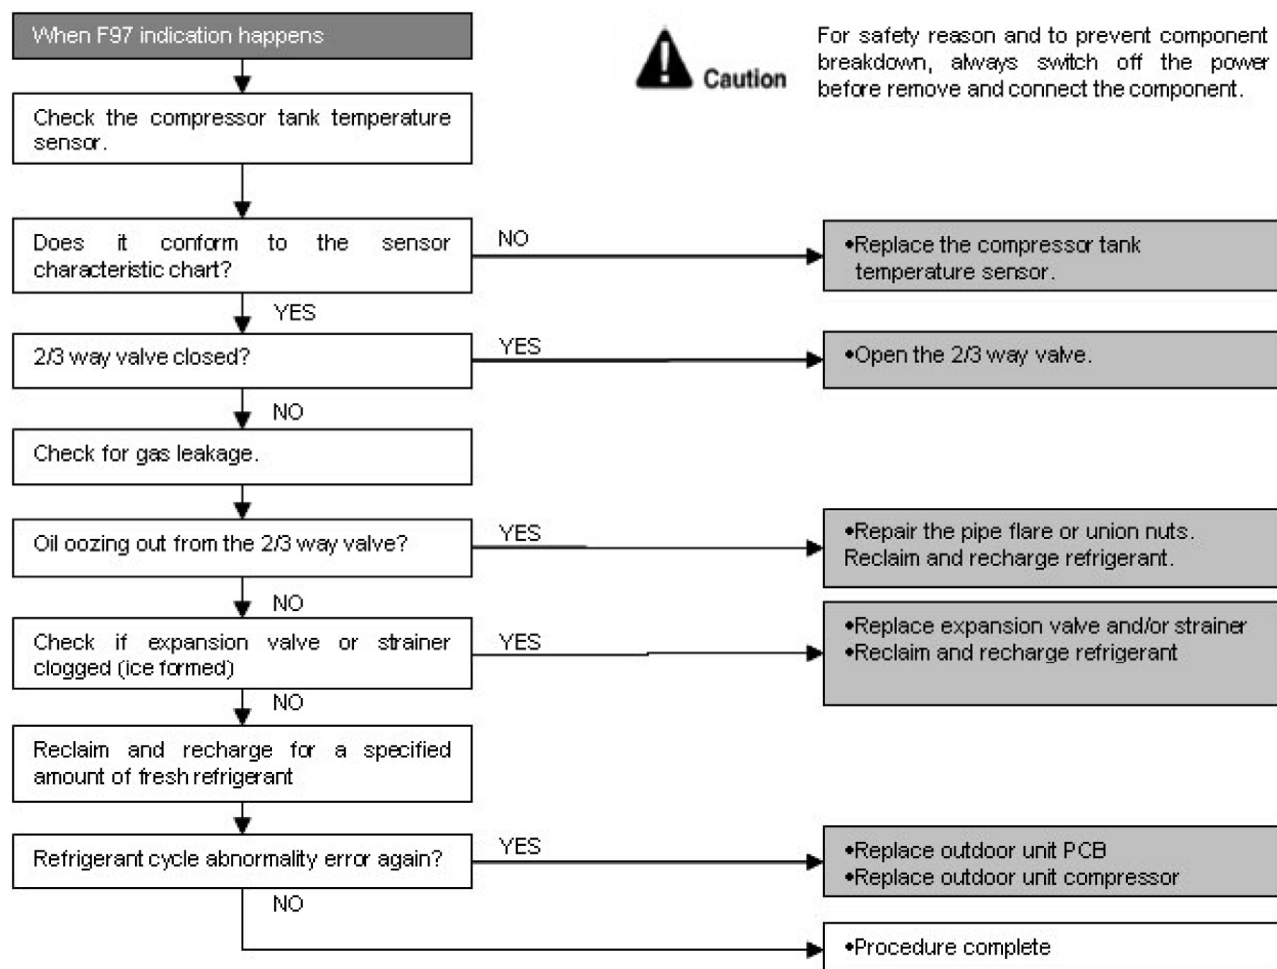 When F97 indication happens
Caution
For safety reason and to prevent component
breakdown, always switch off the power
before remove and connect the component.
Check the compressor tank temperature
sensor.
Does it conform to the sensor
characteristic chart?
NO
•Replace the compressor tank
temperature sensor.
YES
2/3 way valve closed?
YES
•Open the 2/3 way valve.
NO
Check for gas leakage.
Oil oozing out from the 2/3 way valve?
YES
•Repair the pipe flare or union nuts.
Reclaim and recharge refrigerant.
NO
Check if expansion valve or strainer
clogged (ice formed)
YES
•Replace expansion valve and/or strainer
•Reclaim and recharge refrigerant
NO
Reclaim and recharge for a specified
amount of fresh refrigerant
Refrigerant cycle abnormality error again?
YES
•Replace outdoor unit PCB
•Replace outdoor unit compressor
NO
•Procedure complete